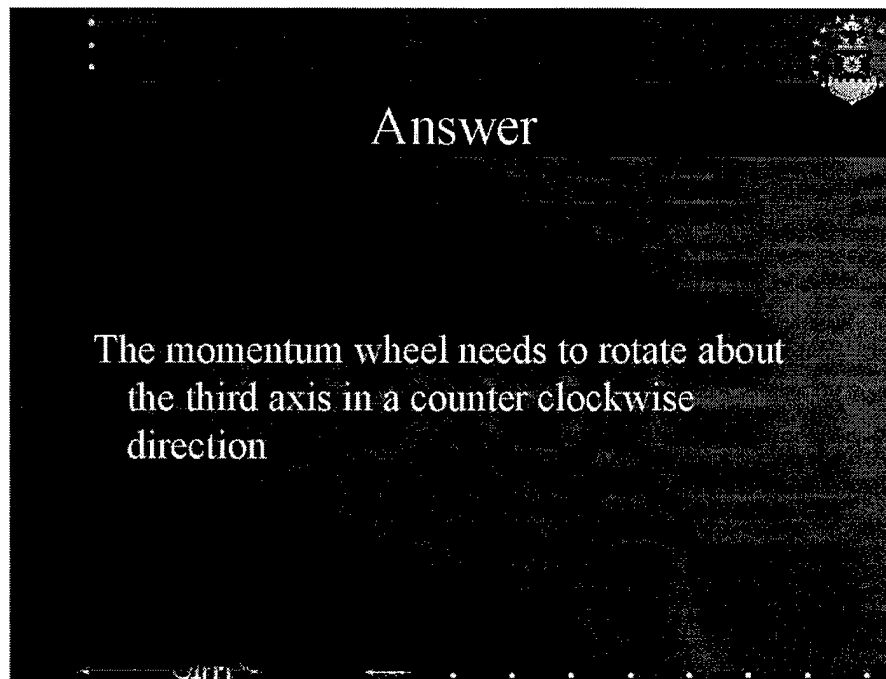 Answer
The momentum wheel needs to rotate about
the third axis in a counter clockwise
direction